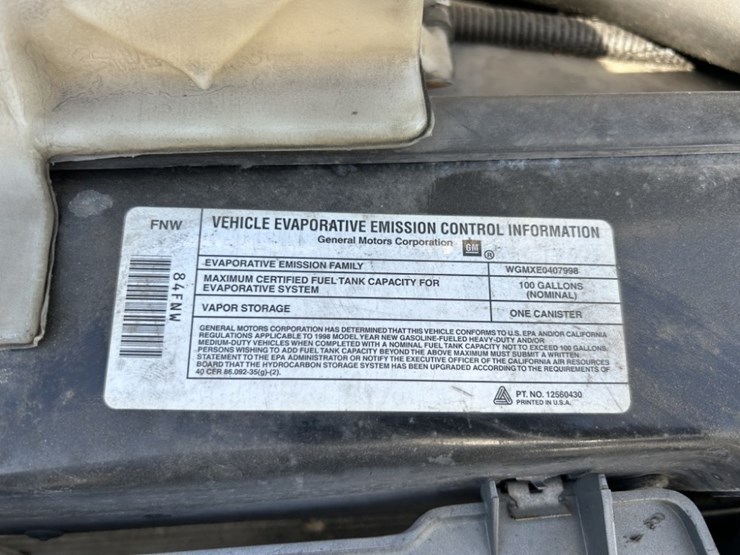 FNW
VEHICLE EVAPORATIVE EMISSION CONTROL INFORMATION
General Motors Corporation GM ®
84FNW
EVAPORATIVE EMISSION FAMILY WGMXE0407998
MAXIMUM CERTIFIED FUEL TANK CAPACITY FOR
EVAPORATIVE SYSTEM
100 GALLONS
(NOMINAL)
VAPOR STORAGE ONE CANISTER
GENERAL MOTORS CORPORATION HAS DETERMINED THAT THIS VEHICLE CONFORMS TO U.S. EPA AND/OR CALIFORNIA
REGULATIONS APPLICABLE TO 1998 MODEL YEAR NEW GASOLINE-FUELED HEAVY-DUTY AND/OR
MEDIUM-DUTY VEHICLES WHEN COMPLETED WITH A NOMINAL FUEL TANK CAPACITY NOT TO EXCEED 100 GALLONS.
PERSONS WISHING TO ADD FUEL TANK CAPACITY BEYOND THE ABOVE MAXIMUM MUST SUBMIT A WRITTEN
STATEMENT TO THE EPA ADMINISTRATOR OR NOTIFY THE EXECUTIVE OFFICER OF THE CALIFORNIA AIR RESOURCES
BOARD THAT THE HYDROCARBON STORAGE SYSTEM HAS BEEN UPGRADED ACCORDING TO THE REQUIREMENTS OF
40 CFR 86.092-35(g)-(2).
PT. NO. 12560430
PRINTED IN U.S.A.